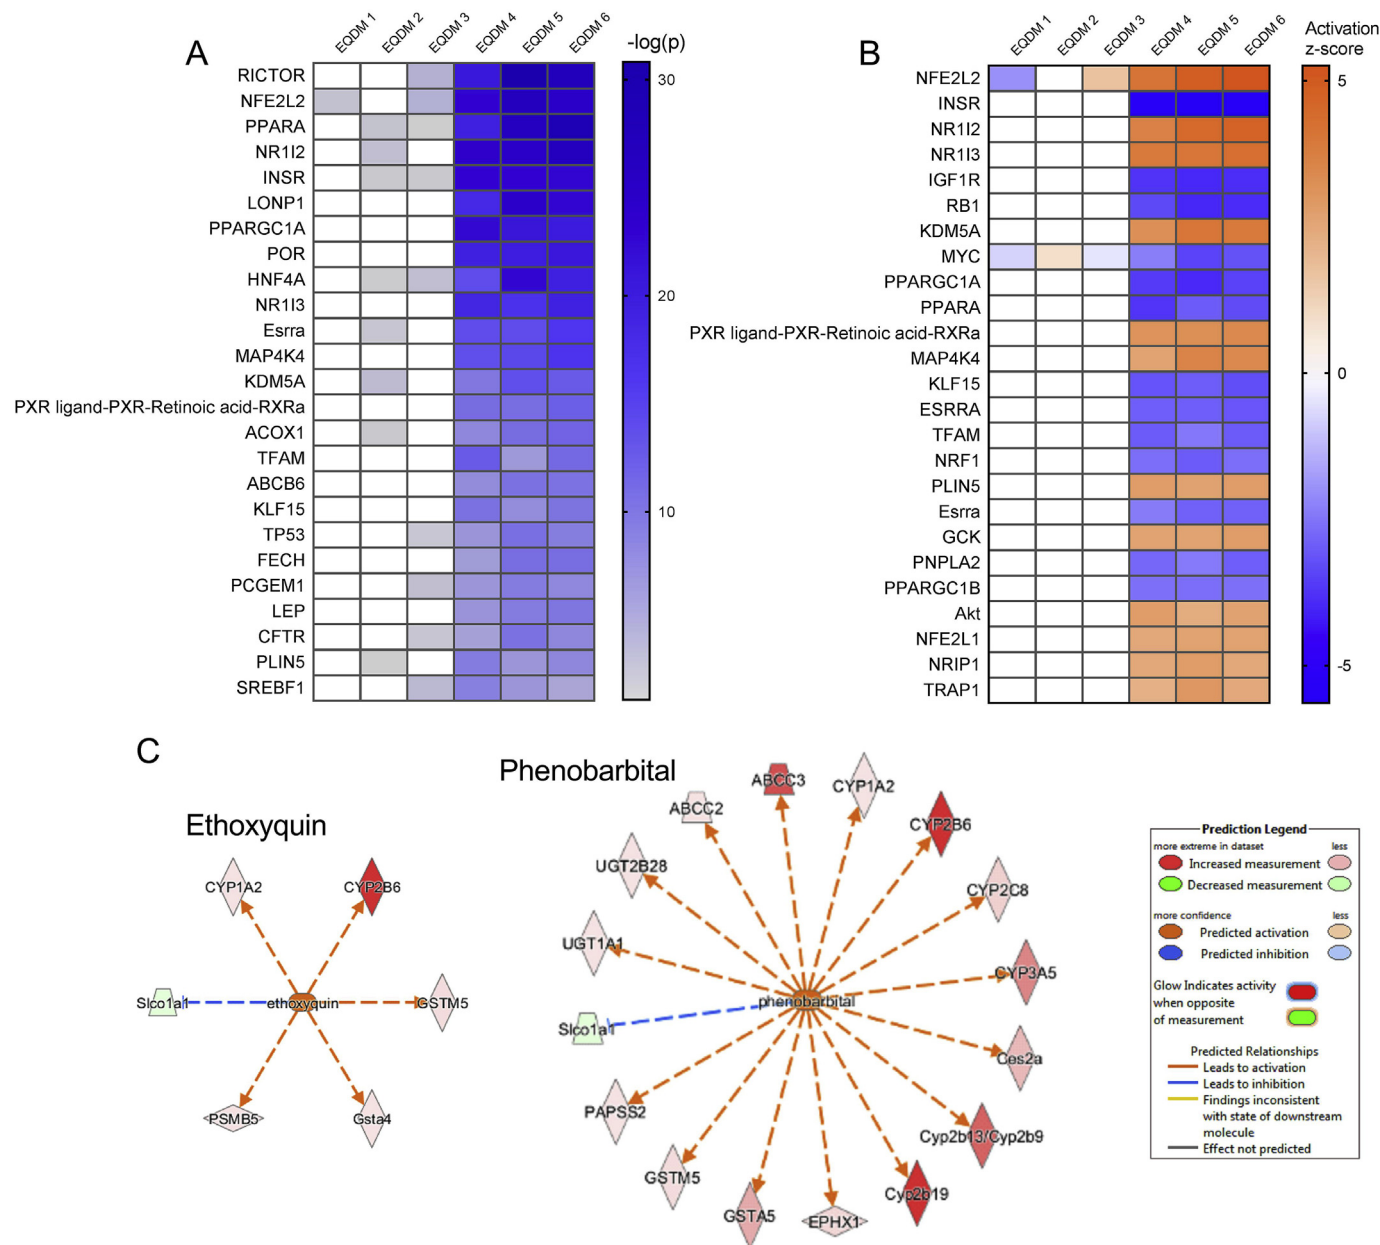 A
EQDM 1
EQDM 2
EQDM 3
EQDM 4
EQDM 5
EQDM 6
-log(p)
RICTOR
NFE2L2
PPARA
NR1I2
INSR
LONP1
PPARGC1A
POR
HNF4A
NR1I3
Esrra
MAP4K4
KDM5A
PXR ligand-PXR-Retinoic acid-RXRa
ACOX1
TFAM
ABCB6
KLF15
TP53
FECH
PCGEM1
LEP
CFTR
PLIN5
SREBF1
30
20
10
B
EQDM 1
EQDM 2
EQDM 3
EQDM 4
EQDM 5
EQDM 6
Activation
z-score
NFE2L2
INSR
NR1I2
NR1I3
IGF1R
RB1
KDM5A
MYC
PPARGC1A
PPARA
PXR ligand-PXR-Retinoic acid-RXRa
MAP4K4
KLF15
ESRRA
TFAM
NRF1
PLIN5
Esrra
GCK
PNPLA2
PPARGC1B
Akt
NFE2L1
NRIP1
TRAP1
5
0
-5
C
Ethoxyquin
CYP1A2
CYP2B6
Slco1a1
ethoxyquin
GSTM5
PSMB5
Gsta4
Phenobarbital
ABCC3
CYP1A2
ABCC2
CYP2B6
UGT2B28
CYP2C8
UGT1A1
CYP3A5
phenobarbital
Slco1a1
Ces2a
PAPSS2
Cyp2b13/Cyp2b9
GSTM5
Cyp2b19
GSTA5
EPHX1
Prediction Legend
more extreme in dataset less
Increased measurement
Decreased measurement
more confidence less
Predicted activation
Predicted inhibition
Glow Indicates activity
when opposite
of measurement
Predicted Relationships
Leads to activation
Leads to inhibition
Findings inconsistent
with state of downstream
molecule
Effect not predicted